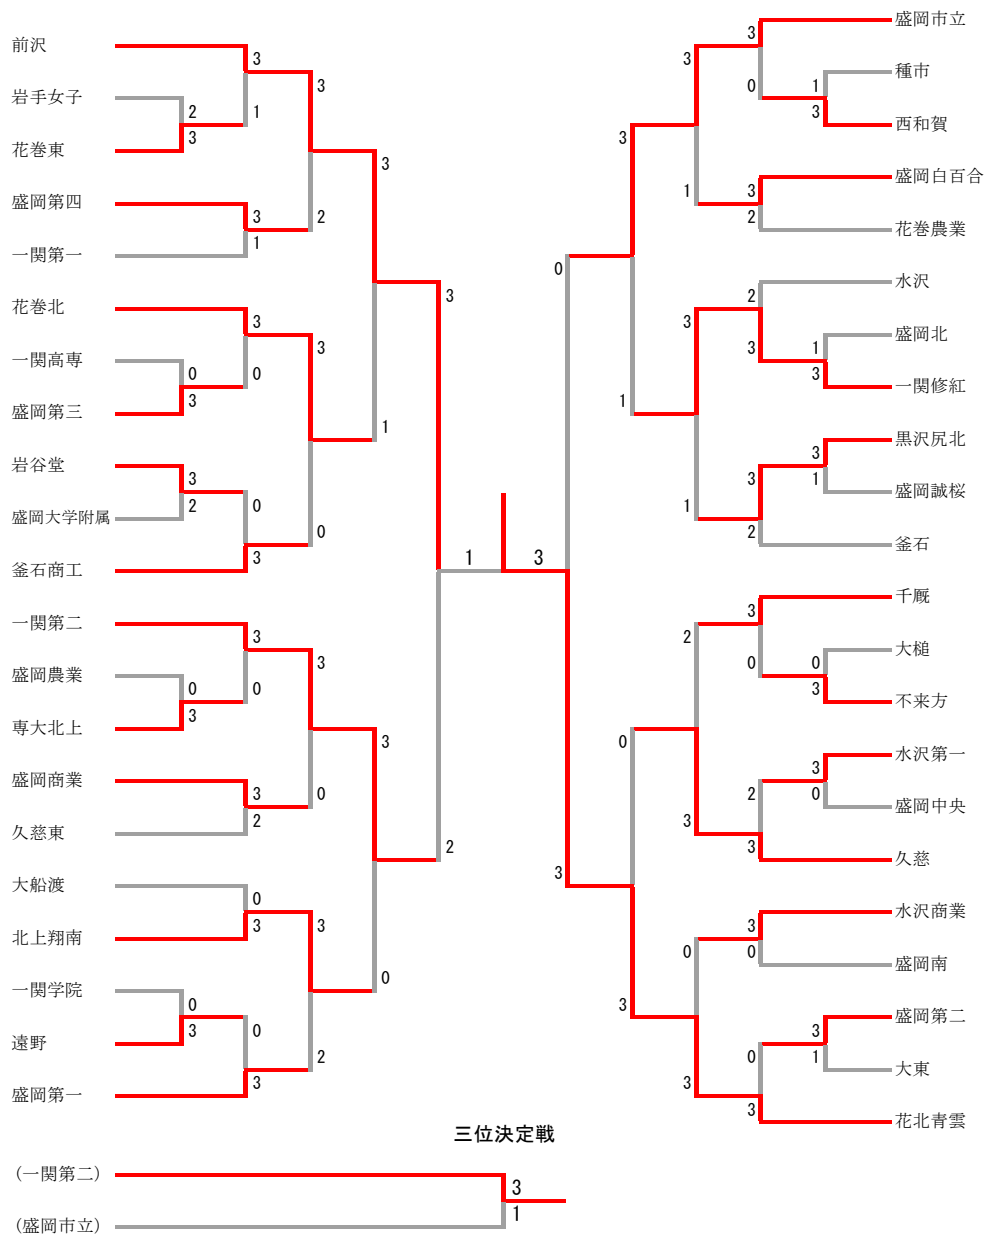 前沢
3
岩手女子
2
1
3
花巻東
3
盛岡第四
3
2
一関第一
1
3
花巻北
3
一関高専
0
0
3
盛岡第三
3
岩谷堂
3
0
盛岡大学附属
2
0
釜石商工
3
1
3
一関第二
3
盛岡農業
0
0
3
専大北上
3
盛岡商業
3
0
久慈東
2
3
大船渡
0
北上翔南
3
3
一関学院
0
0
遠野
3
2
盛岡第一
3
0
2
1
3
盛岡市立
3
種市
0
1
3
西和賀
3
盛岡白百合
3
1
花巻農業
2
3
水沢
2
盛岡北
3
1
3
一関修紅
3
黒沢尻北
3
3
盛岡誠桜
1
1
釜石
2
1
0
千厩
3
大槌
0
0
2
不来方
3
水沢第一
3
2
盛岡中央
0
3
久慈
3
0
水沢商業
3
0
盛岡南
0
盛岡第二
3
0
大東
1
3
花北青雲
3
3
3
三位決定戦
(一関第二)
3
(盛岡市立)
1